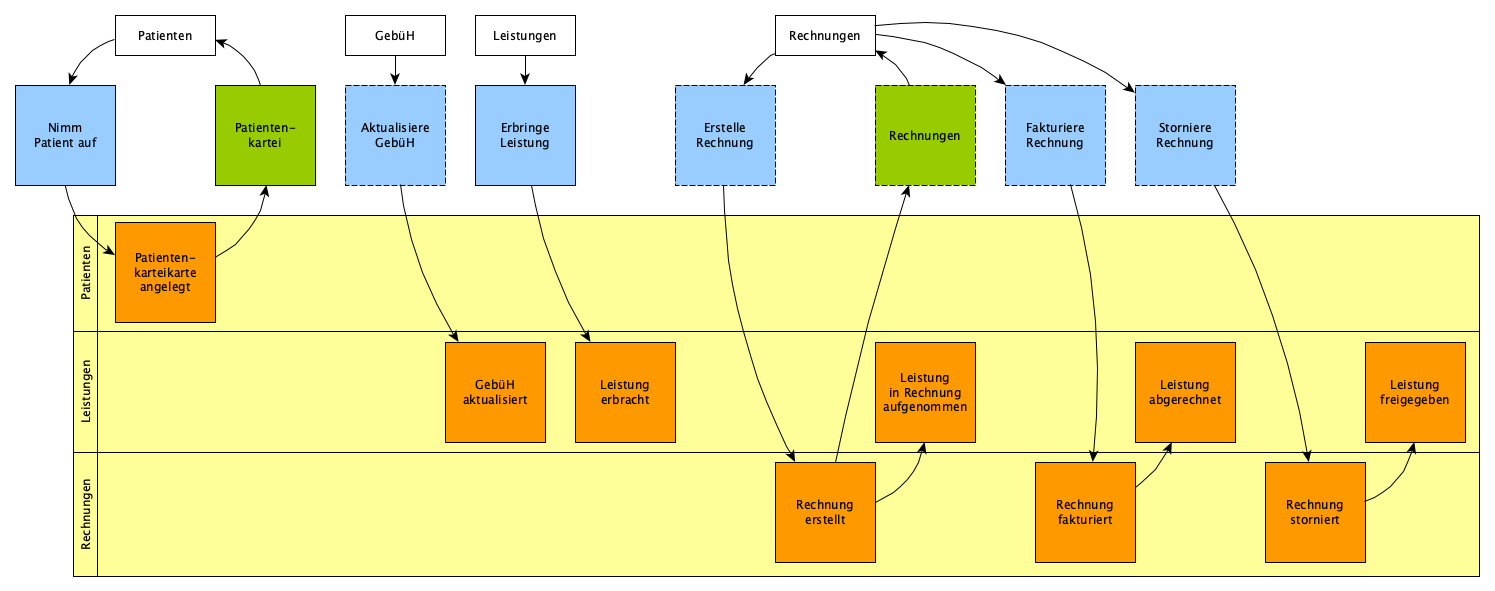 Patienten
GebüH
Leistungen
Rechnungen
Nimm
Patient auf
Patienten-
kartei
Aktualisiere
GebüH
Erbringe
Leistung
Erstelle
Rechnung
Rechnungen
Fakturiere
Rechnung
Storniere
Rechnung
Patienten
Patienten-
karteikarte
angelegt
Leistungen
GebüH
aktualisiert
Leistung
erbracht
Leistung
in Rechnung
aufgenommen
Leistung
abgerechnet
Leistung
freigegeben
Rechnungen
Rechnung
erstellt
Rechnung
fakturiert
Rechnung
storniert